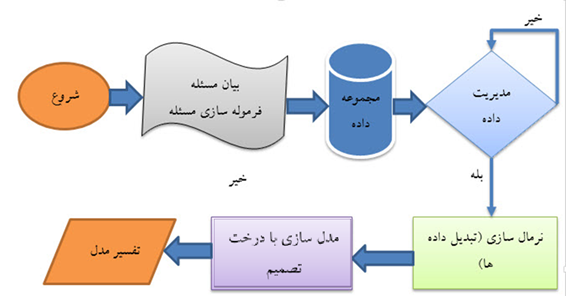 خیر
شروع
بیان مسئله
فرموله سازی مسئله
مجموعه
داده
مدیریت
داده
بله
خیر
نرمال سازی (تبدیل داده
ها)
مدل سازی با درخت
تصمیم
تفسیر مدل